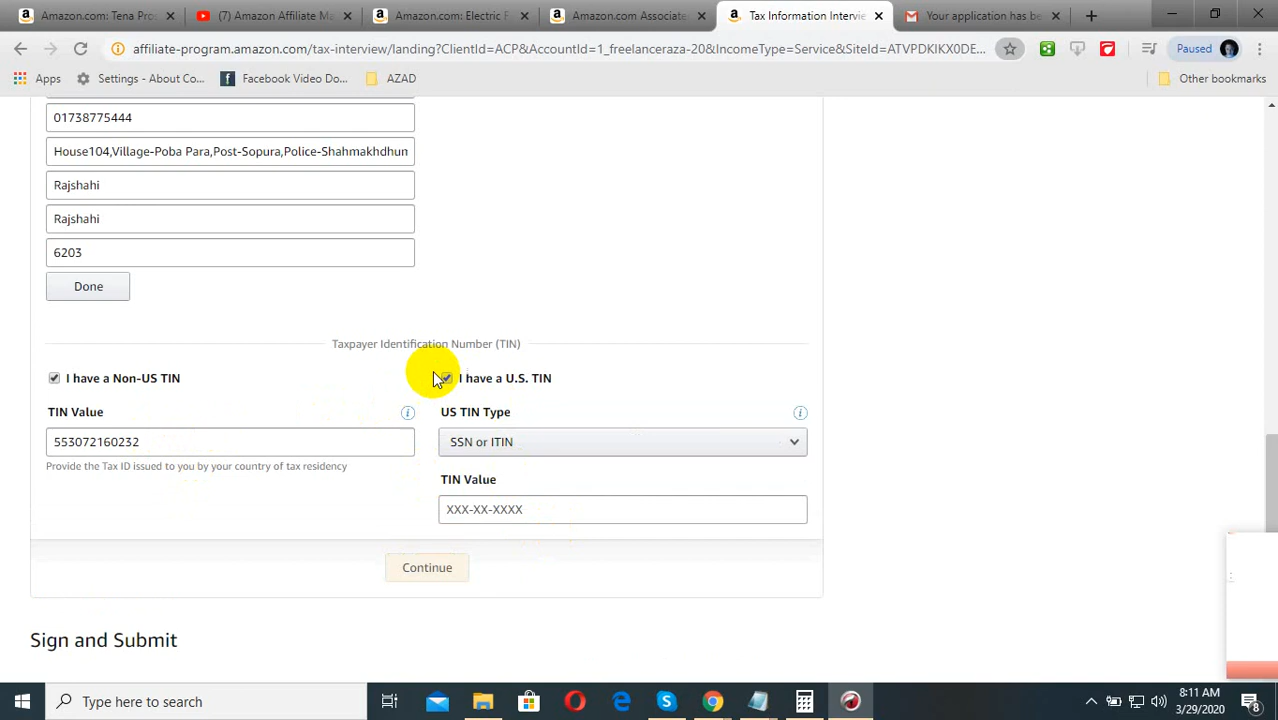 Amazon.com: Tena Pro
(7) Amazon Affiliate Ma
Amazon.com: Electric F
Amazon.com Associate
Tax Information Intervie
Your application has be
affiliate-program.amazon.com/tax-interview/landing?ClientId=ACP&AccountId=1_freelanceraza-20&IncomeType=Service&SiteId=ATVPDKIKX0DE...
Paused
Apps
Settings - About Co...
Facebook Video Do...
AZAD
Other bookmarks
01738775444
House104,Village-Poba Para,Post-Sopura,Police-Shahmakhdhun
Rajshahi
Rajshahi
6203
Done
Taxpayer Identification Number (TIN)
I have a Non-US TIN
I have a U.S. TIN
TIN Value
US TIN Type
553072160232
SSN or ITIN
Provide the Tax ID issued to you by your country of tax residency
TIN Value
XXX-XX-XXXX
Continue
Sign and Submit
Type here to search
8:11 AM
3/29/2020
8